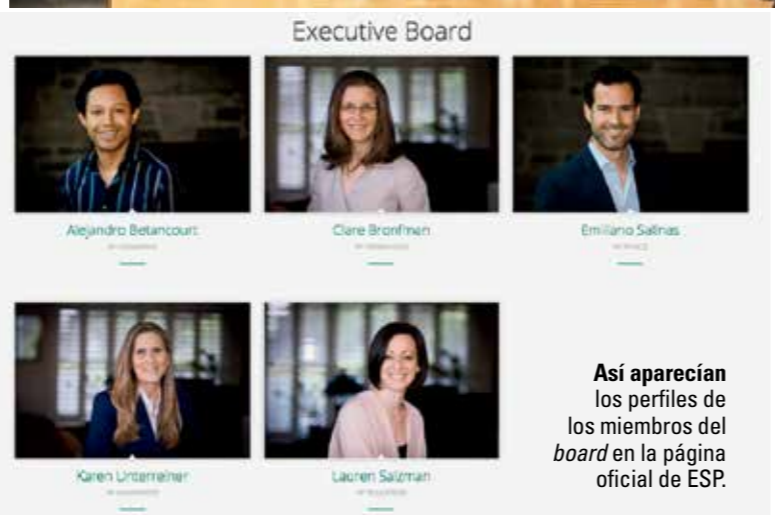 Executive Board
Alejandro Betancourt
Clare Bronfman
Emiliano Salinas
Karen Unterreiner
Lauren Salzman
Así aparecían
los perfiles de
los miembros del
board en la página
oficial de ESP.